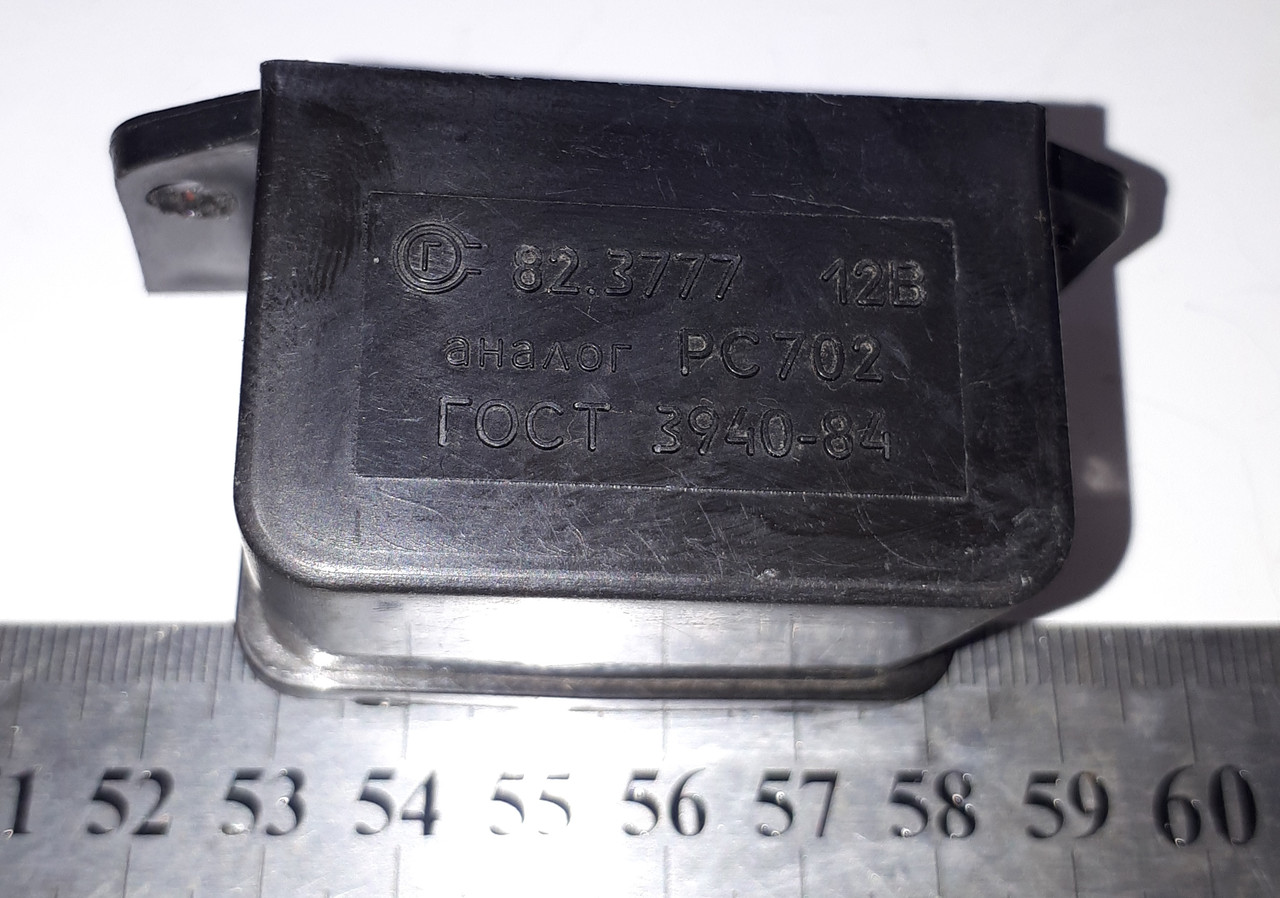 Г 82.3777 12В
аналог РС702
ГОСТ 3940-84
1 52 53 54 55 56 57 58 59 60